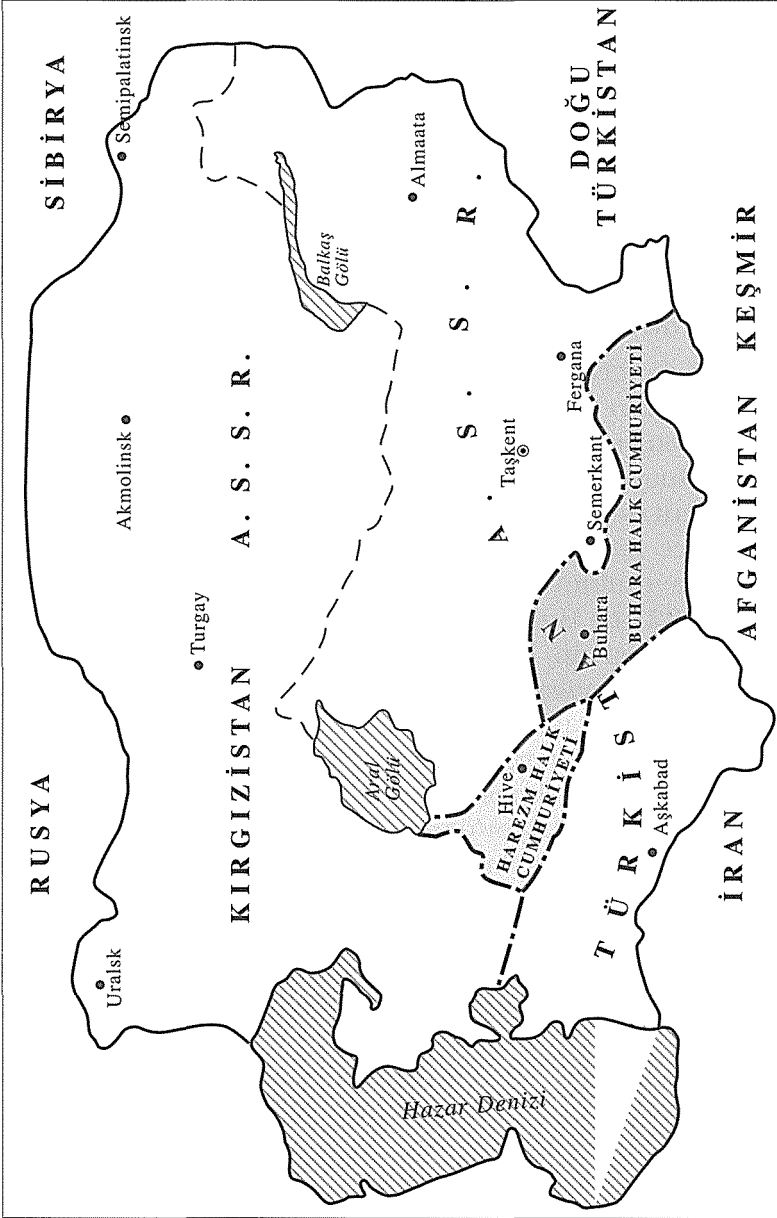 RUSYA
SİBİRYA
Uralsk
Semipalatinsk
Akmolinsk
Turgay
KIRGIZİSTAN A.S.S.R.
Balkaş
Gölü
Aral
Gölü
Almaata
Hazar Denizi
TÜRKİSTAN A.S.S.R.
Taşkent
Fergana
Semerkant
Buhara
Hive
HAREZM HALK
CUMHURİYETİ
BUHARA HALK CUMHURİYETİ
Aşkabad
DOĞU
TÜRKİSTAN
İRAN
AFGANİSTAN
KEŞMİR